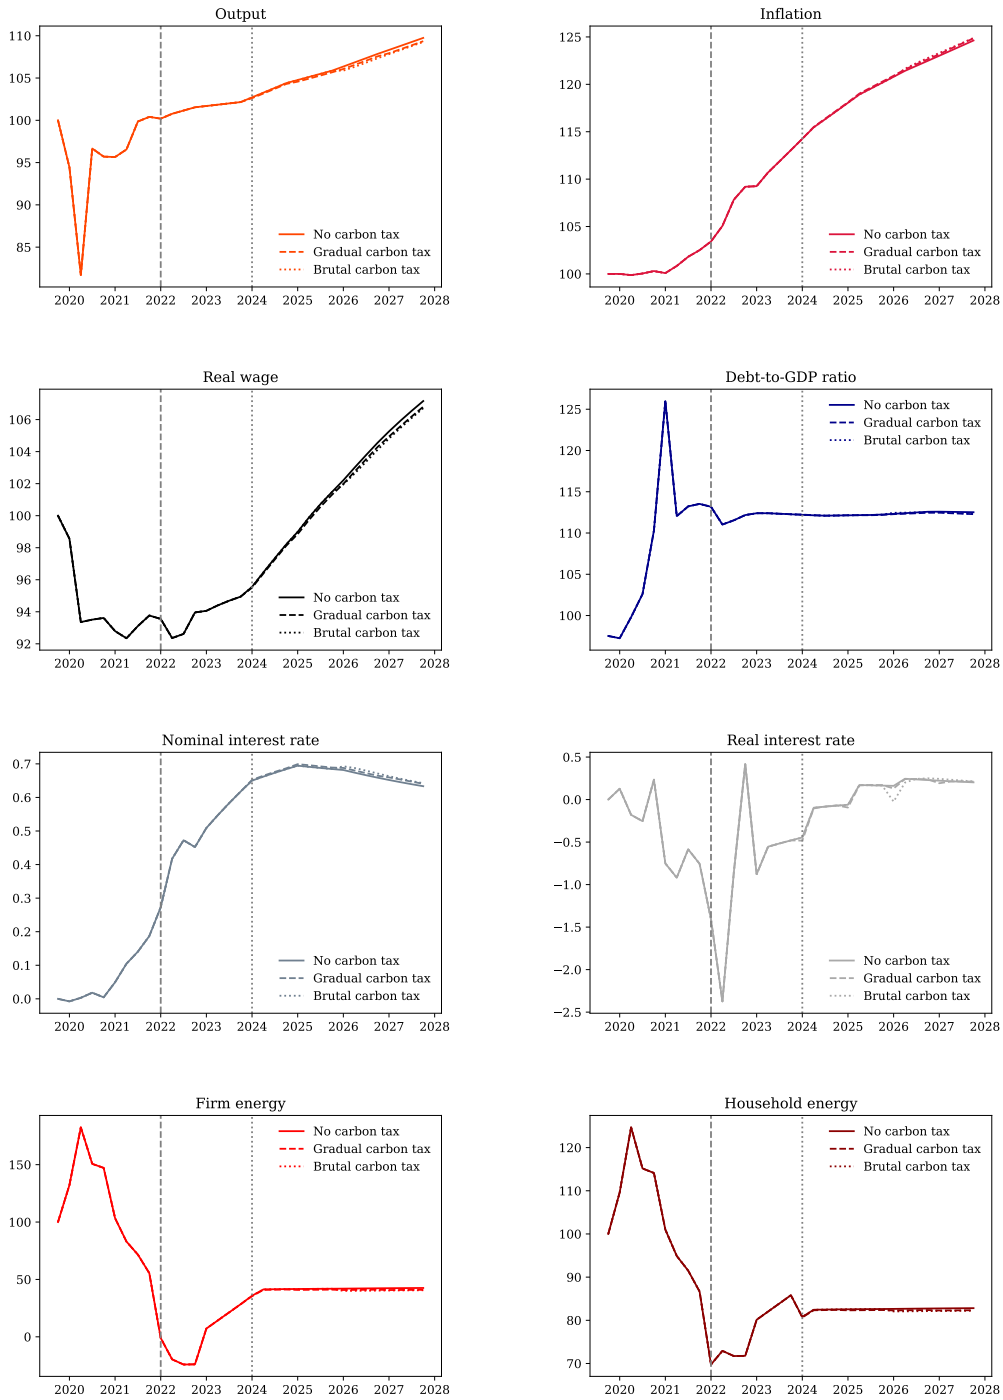 Output
110
105
100
95
90
85
No carbon tax
Gradual carbon tax
Brutal carbon tax
2020 2021 2022 2023 2024 2025 2026 2027 2028
Inflation
125
120
115
110
105
100
No carbon tax
Gradual carbon tax
Brutal carbon tax
2020 2021 2022 2023 2024 2025 2026 2027 2028
Real wage
106
104
102
100
98
96
94
92
No carbon tax
Gradual carbon tax
Brutal carbon tax
2020 2021 2022 2023 2024 2025 2026 2027 2028
Debt-to-GDP ratio
125
120
115
110
105
100
No carbon tax
Gradual carbon tax
Brutal carbon tax
2020 2021 2022 2023 2024 2025 2026 2027 2028
Nominal interest rate
0.7
0.6
0.5
0.4
0.3
0.2
0.1
0.0
No carbon tax
Gradual carbon tax
Brutal carbon tax
2020 2021 2022 2023 2024 2025 2026 2027 2028
Real interest rate
0.5
0.0
−0.5
−1.0
−1.5
−2.0
−2.5
No carbon tax
Gradual carbon tax
Brutal carbon tax
2020 2021 2022 2023 2024 2025 2026 2027 2028
Firm energy
150
100
50
0
No carbon tax
Gradual carbon tax
Brutal carbon tax
2020 2021 2022 2023 2024 2025 2026 2027 2028
Household energy
120
110
100
90
80
70
No carbon tax
Gradual carbon tax
Brutal carbon tax
2020 2021 2022 2023 2024 2025 2026 2027 2028